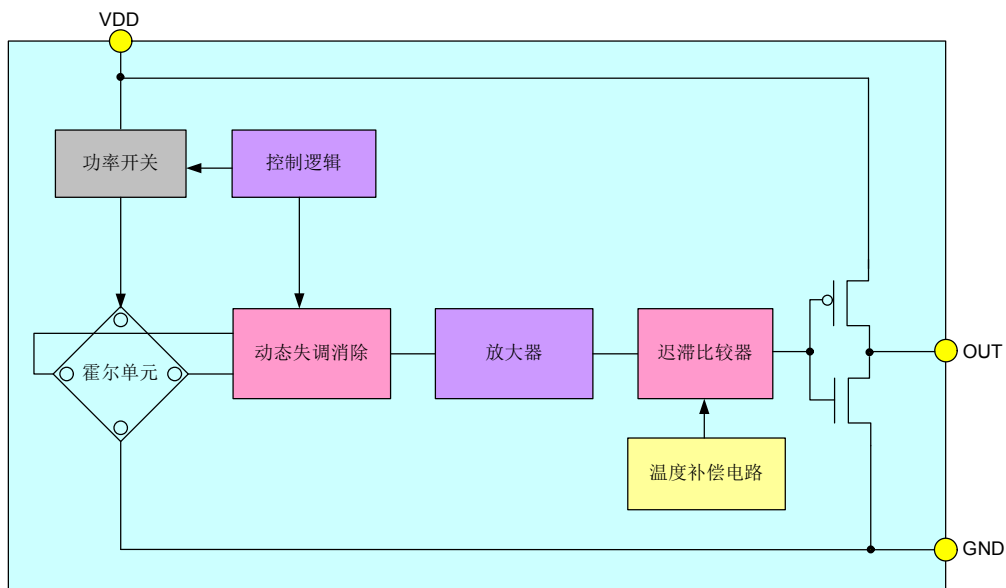 VDD
功率开关
控制逻辑
霍尔单元
动态失调消除
放大器
迟滞比较器
OUT
温度补偿电路
GND